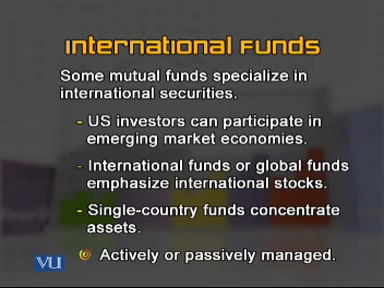 International Funds
Some mutual funds specialize in
international securities.
- US investors can participate in
emerging market economies.
- International funds or global funds
emphasize international stocks.
- Single-country funds concentrate
assets.
Actively or passively managed.
VU